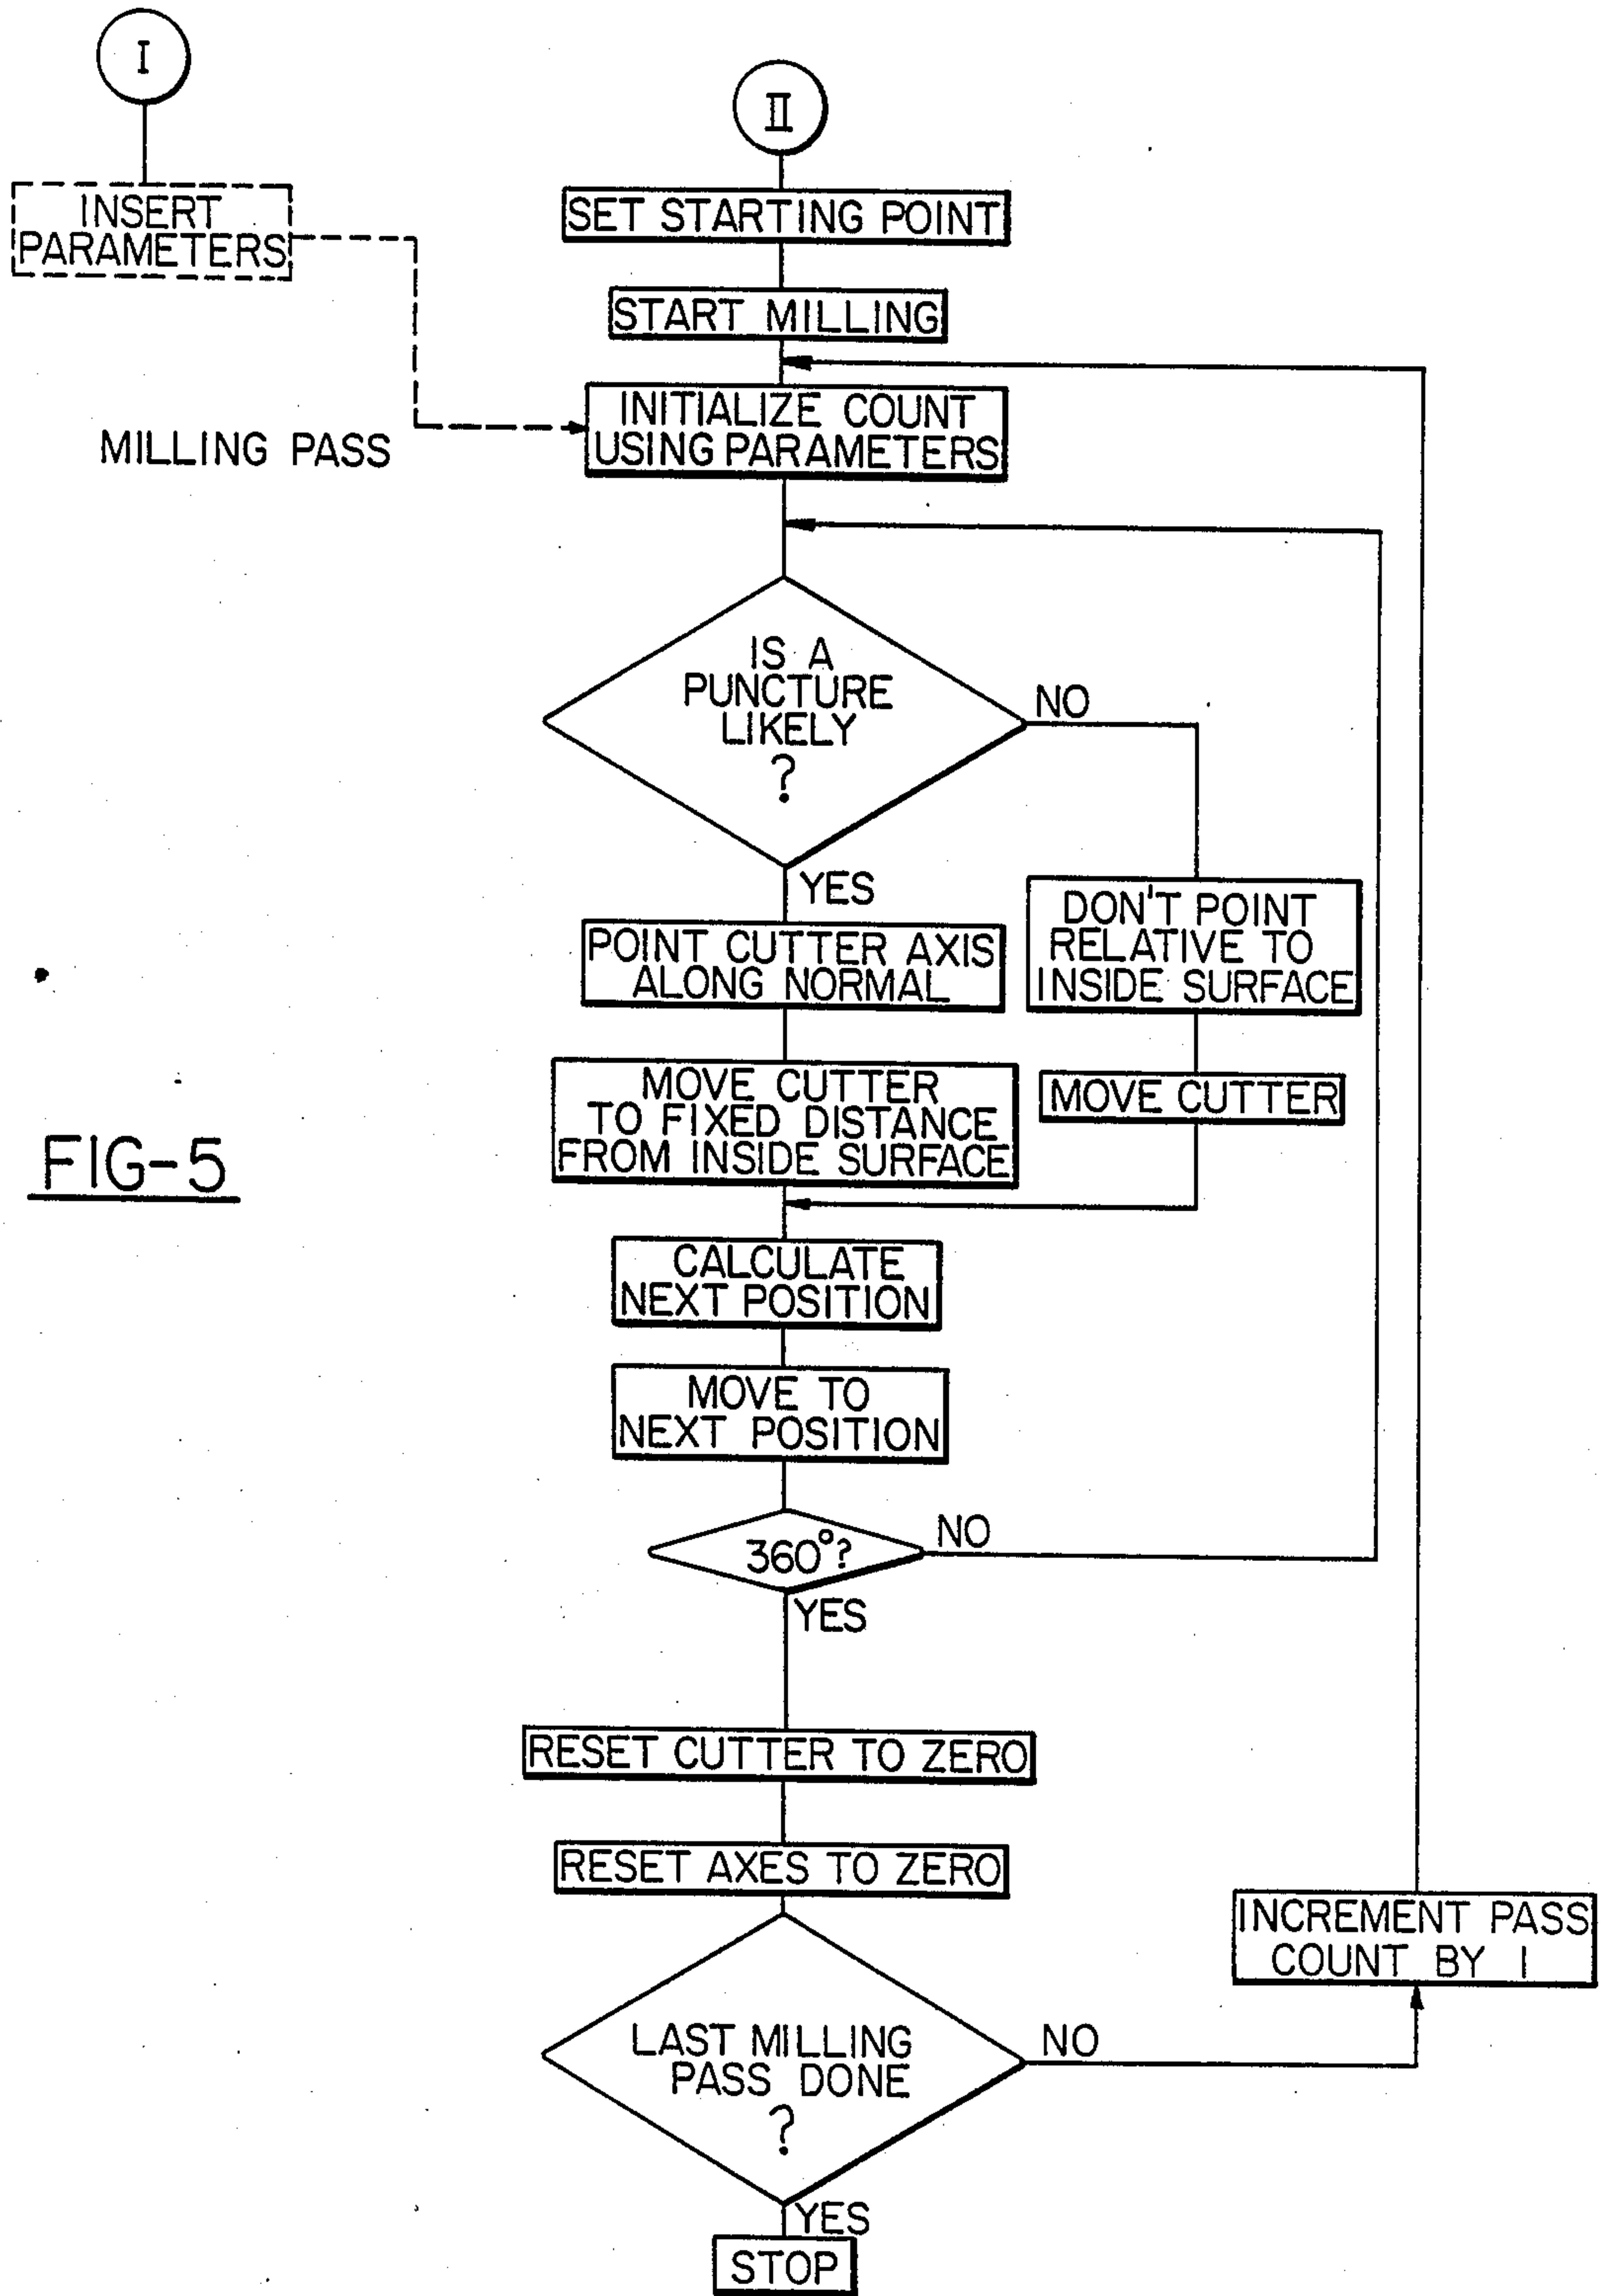 I
II
INSERT
PARAMETERS
SET STARTING POINT
START MILLING
MILLING PASS
INITIALIZE COUNT
USING PARAMETERS
IS A
PUNCTURE
LIKELY
?
NO
YES
POINT CUTTER AXIS
ALONG NORMAL
DON'T POINT
RELATIVE TO
INSIDE SURFACE
MOVE CUTTER
TO FIXED DISTANCE
FROM INSIDE SURFACE
MOVE CUTTER
FIG-5
CALCULATE
NEXT POSITION
MOVE TO
NEXT POSITION
360°?
NO
YES
RESET CUTTER TO ZERO
RESET AXES TO ZERO
INCREMENT PASS
COUNT BY 1
LAST MILLING
PASS DONE
?
NO
YES
STOP